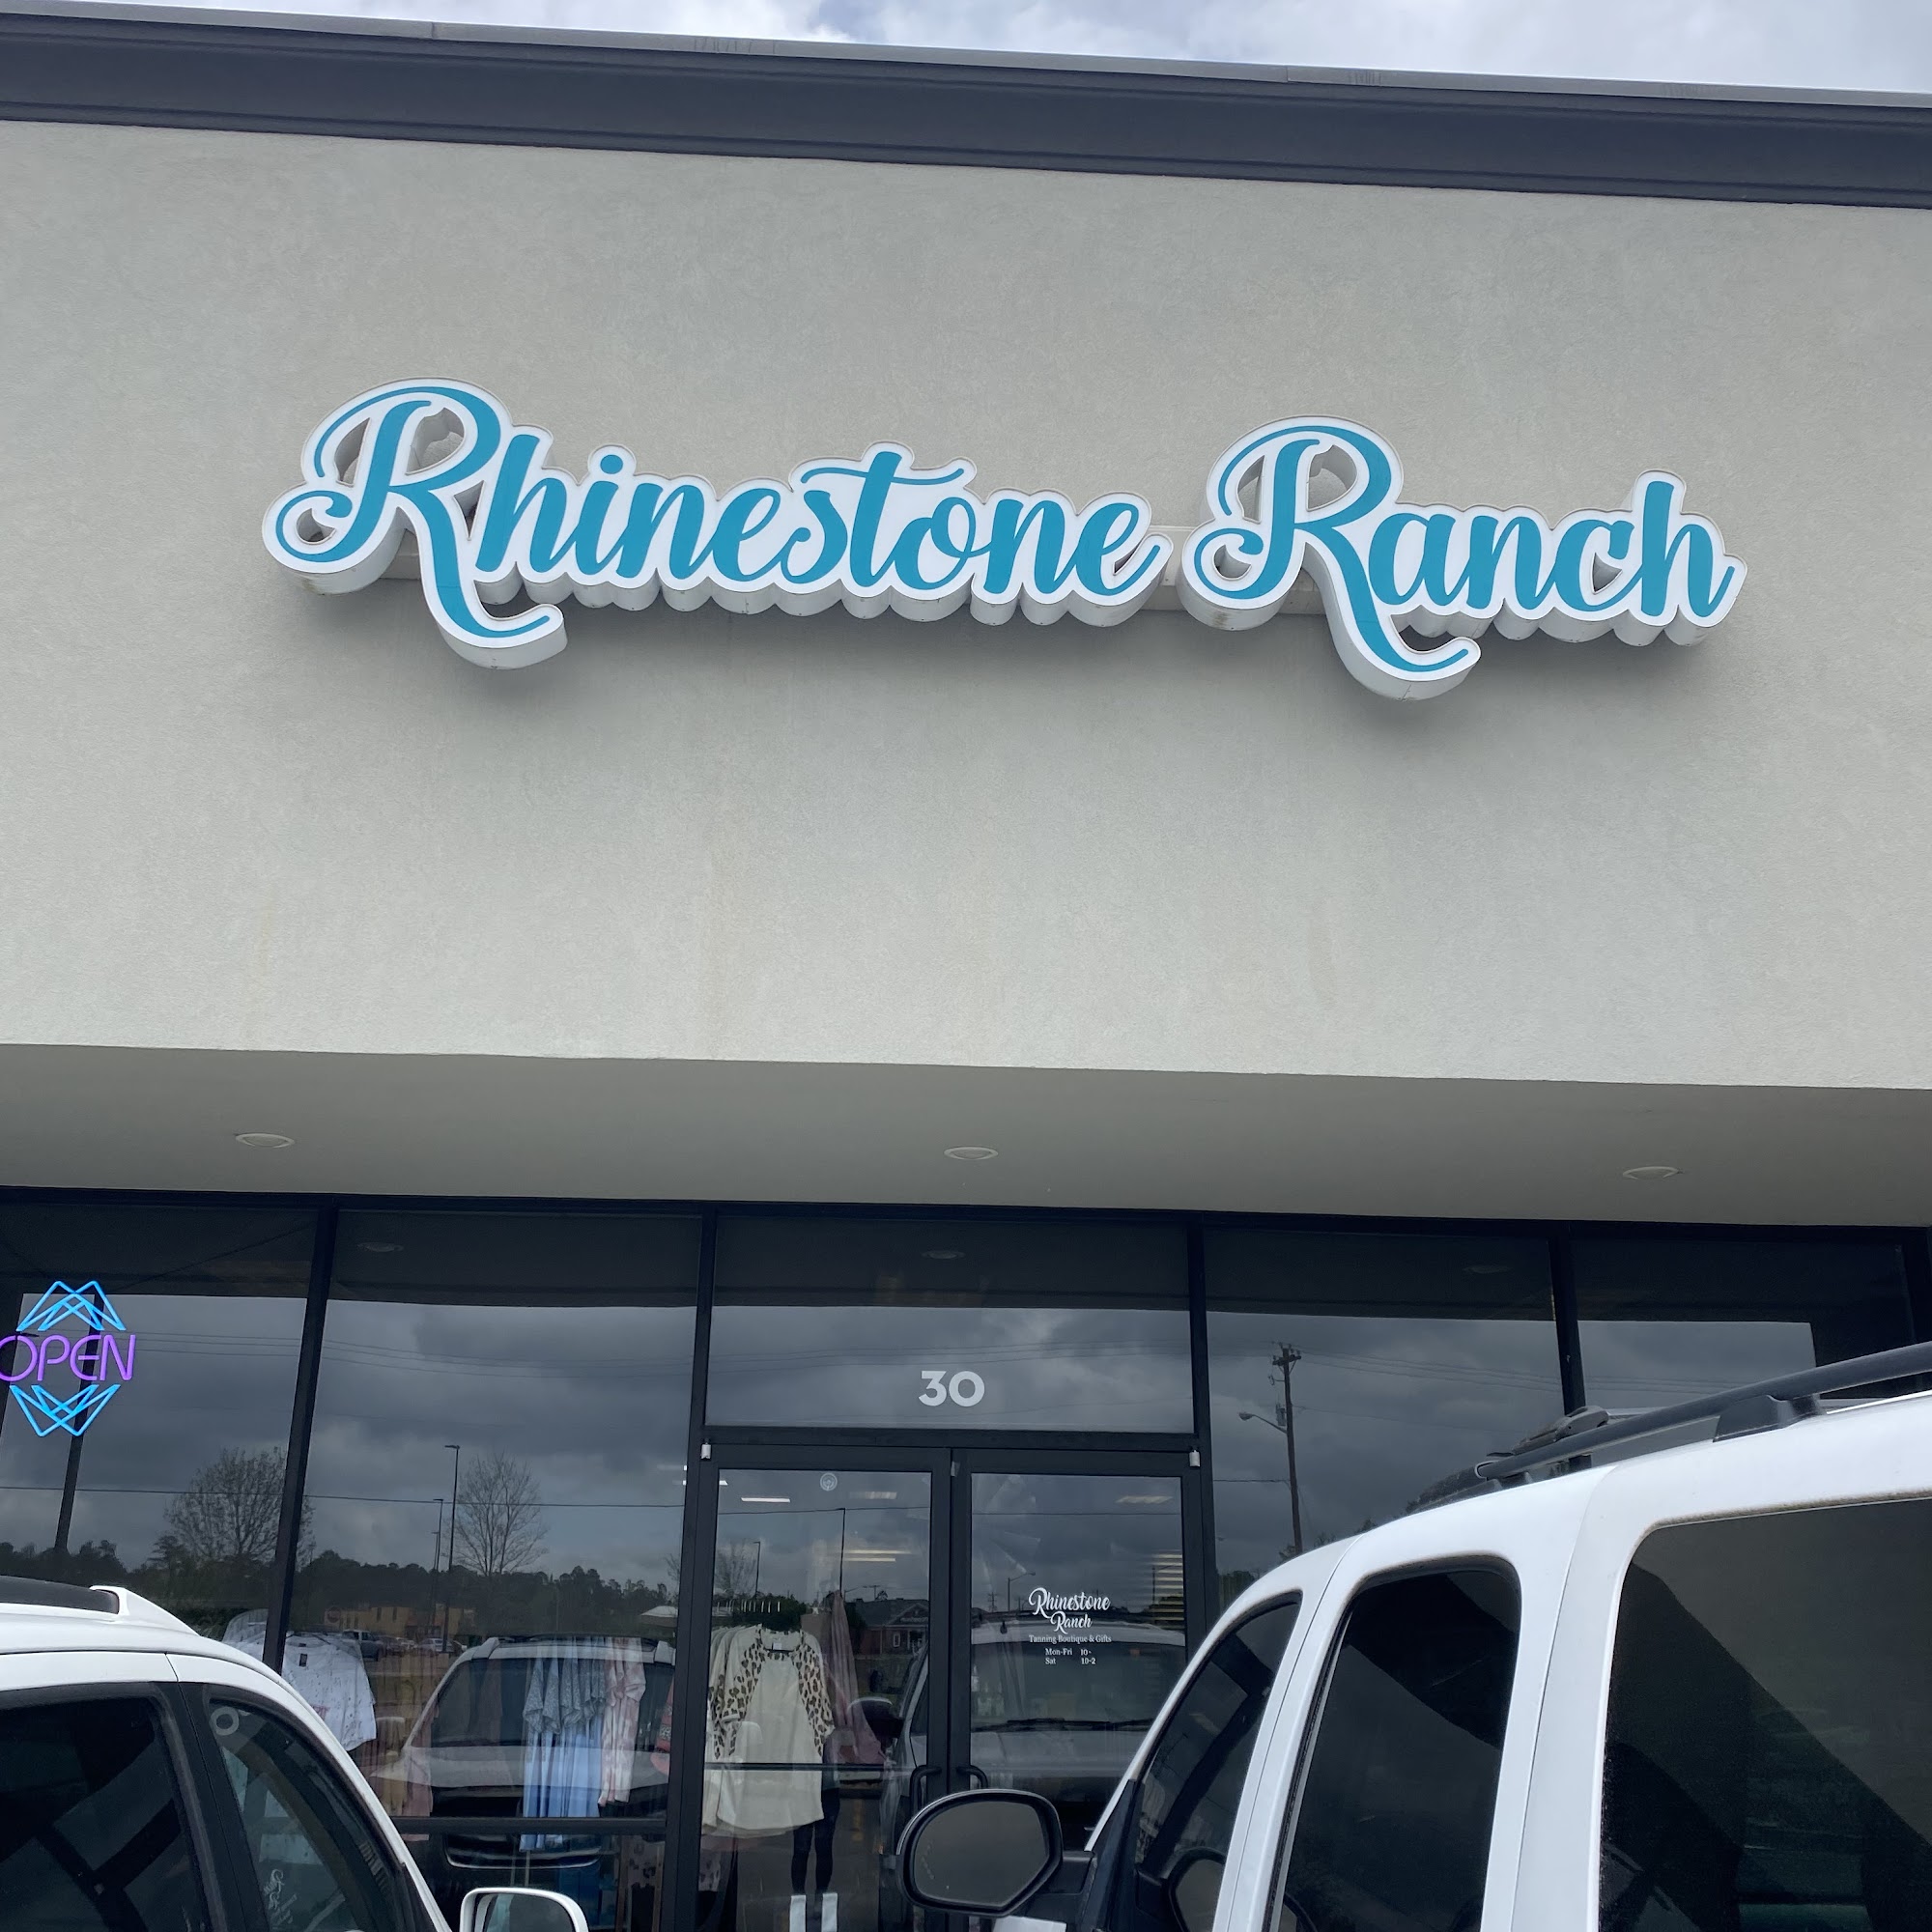 Rhinestone Ranch
OPEN
30
Rhinestone
Ranch
Tanning Boutique & Gifts
Mon-Fri 10-
Sat 10-2